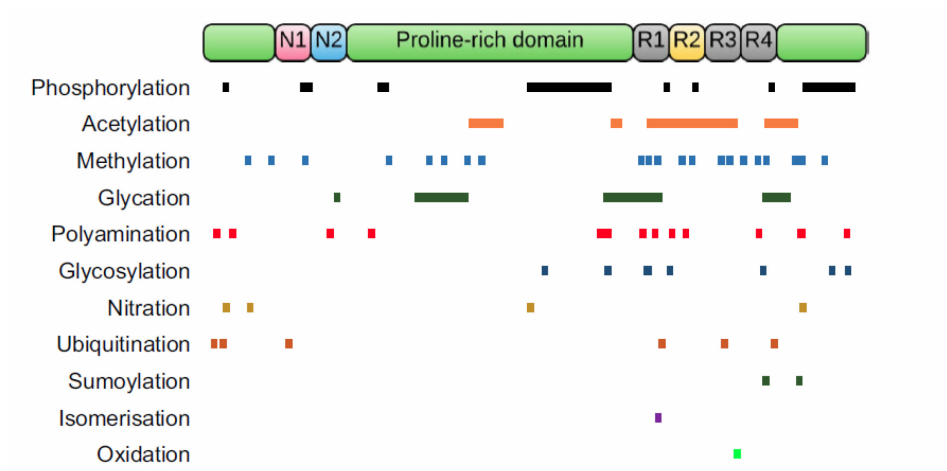 N1 N2 Proline-rich domain R1 R2 R3 R4
Phosphorylation
Acetylation
Methylation
Glycation
Polyamination
Glycosylation
Nitration
Ubiquitination
Sumoylation
Isomerisation
Oxidation